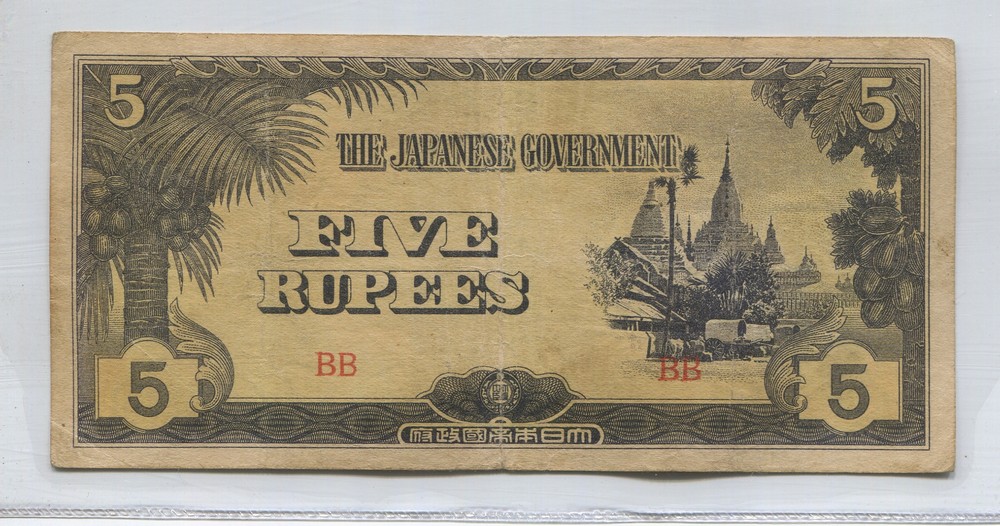 5 5
THE JAPANESE GOVERNMENT
FIVE
RUPEES
BB BB
5 5
府政國帝本日大